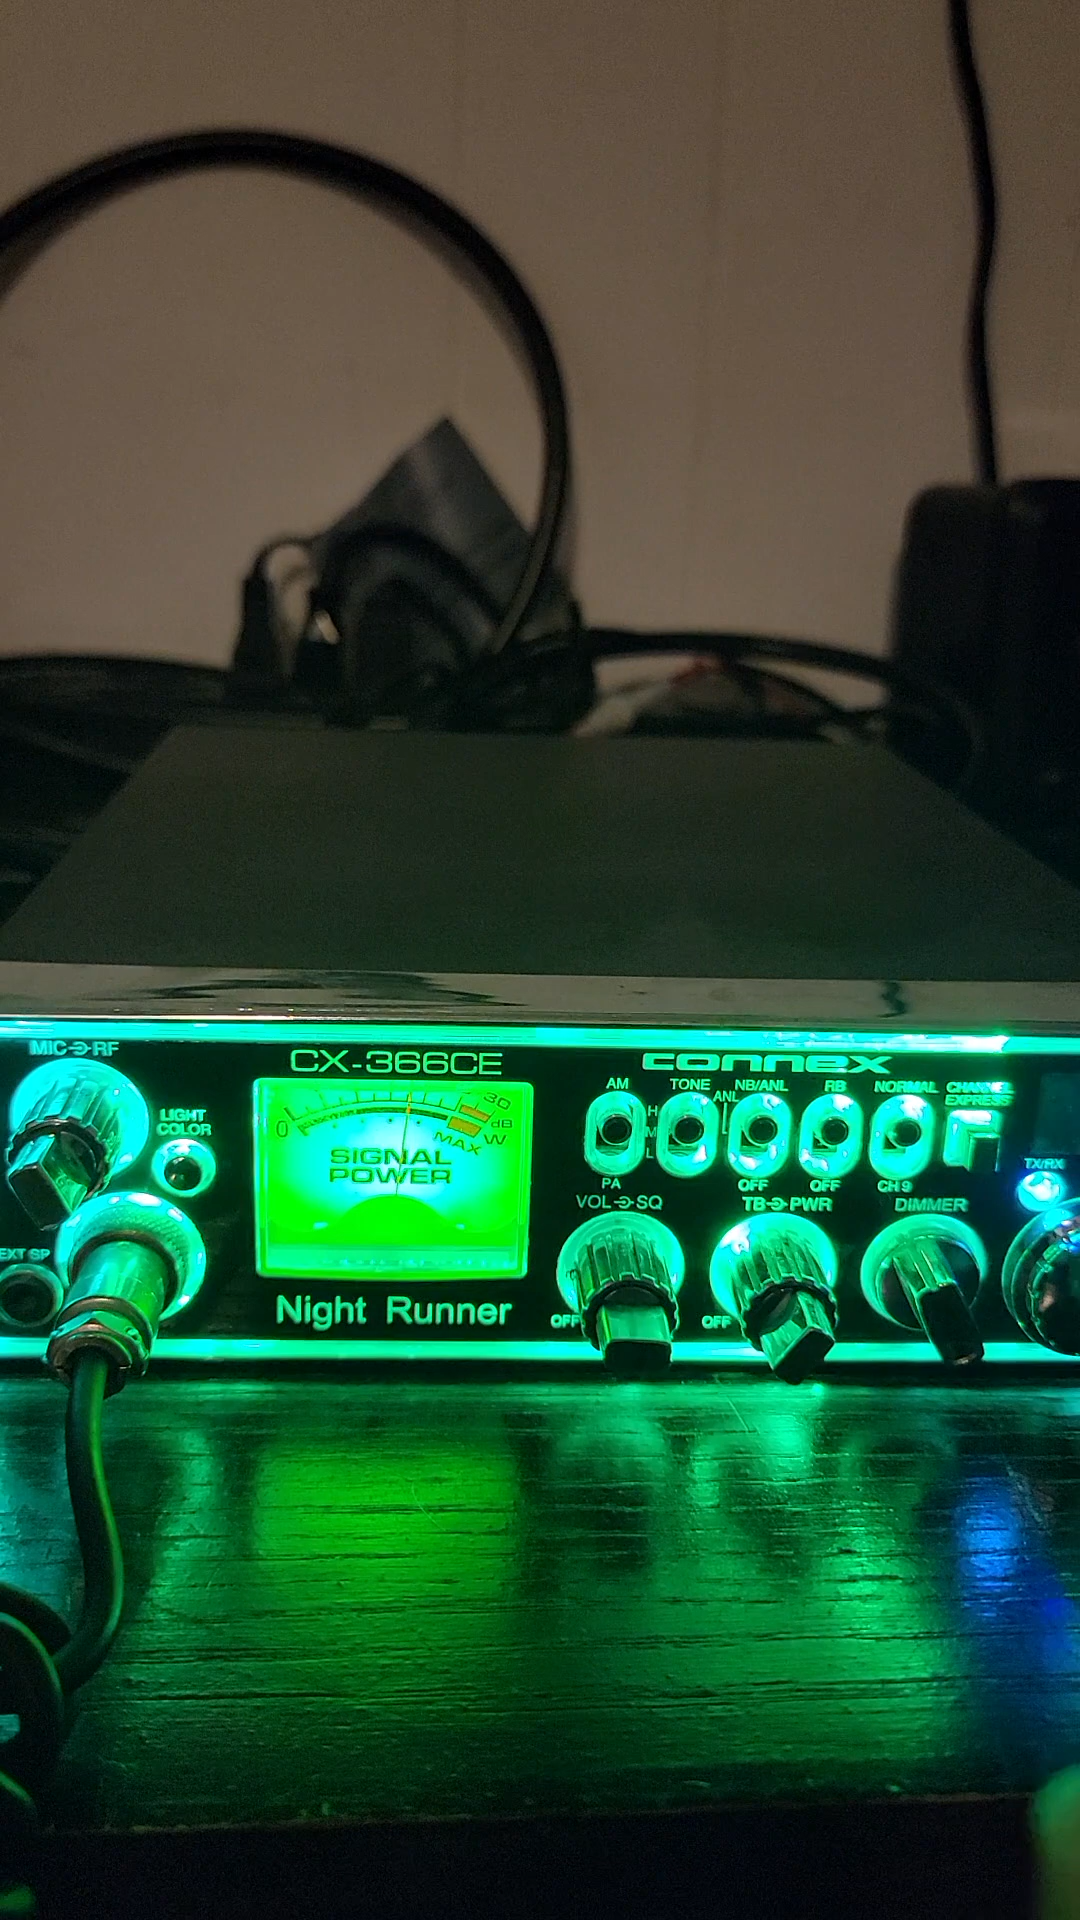 MIC RF
CX-366CE
connex
AM
TONE
NB/ANL
RB
NORMAL
CHANNEL
EXPRESS
LIGHT
COLOR
30
dB
0
MAX
W
SIGNAL
POWER
H
M
L
ANL
PA
OFF
OFF
CH 9
TX/RX
VOL SQ
TB PWR
DIMMER
EXT SP
OFF
OFF
Night Runner